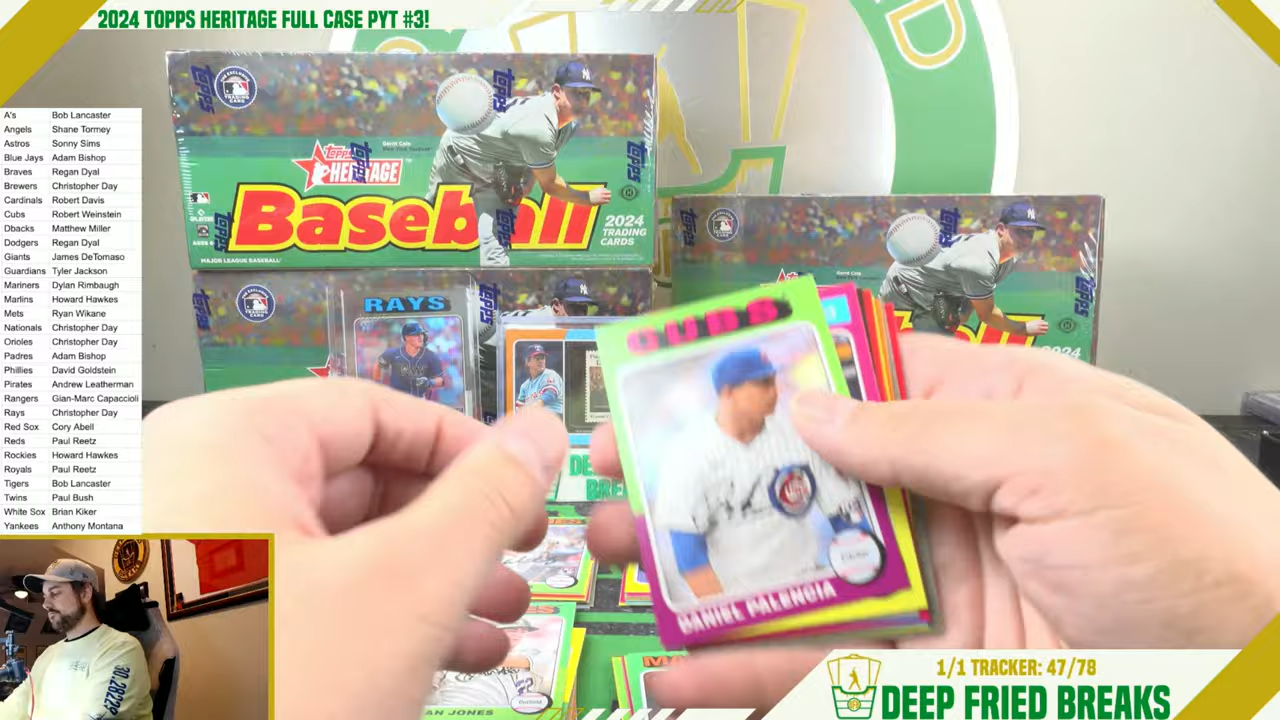 2024 TOPPS HERITAGE FULL CASE PYT #3!
A's Bob Lancaster
Angels Shane Tormey
Astros Sonny Sims
Blue Jays Adam Bishop
Braves Regan Dyal
Brewers Christopher Day
Cardinals Robert Davis
Cubs Robert Weinstein
Dbacks Matthew Miller
Dodgers Regan Dyal
Giants James DeTomaso
Guardians Tyler Jackson
Mariners Dylan Rimbaugh
Marlins Howard Hawkes
Mets Ryan Wikane
Nationals Christopher Day
Orioles Christopher Day
Padres Adam Bishop
Phillies David Goldstein
Pirates Andrew Leatherman
Rangers Gian-Marc Capaccioli
Rays Christopher Day
Red Sox Cory Abell
Reds Paul Reetz
Rockies Howard Hawkes
Royals Paul Reetz
Tigers Bob Lancaster
Twins Paul Bush
White Sox Brian Kiker
Yankees Anthony Montana
Topps
HERITAGE
Baseball
2024
TRADING
CARDS
MAJOR LEAGUE BASEBALL
RAYS
CUBS
DANIEL PALENCIA
AN JONES
1/1 TRACKER: 47/78
DEEP FRIED BREAKS